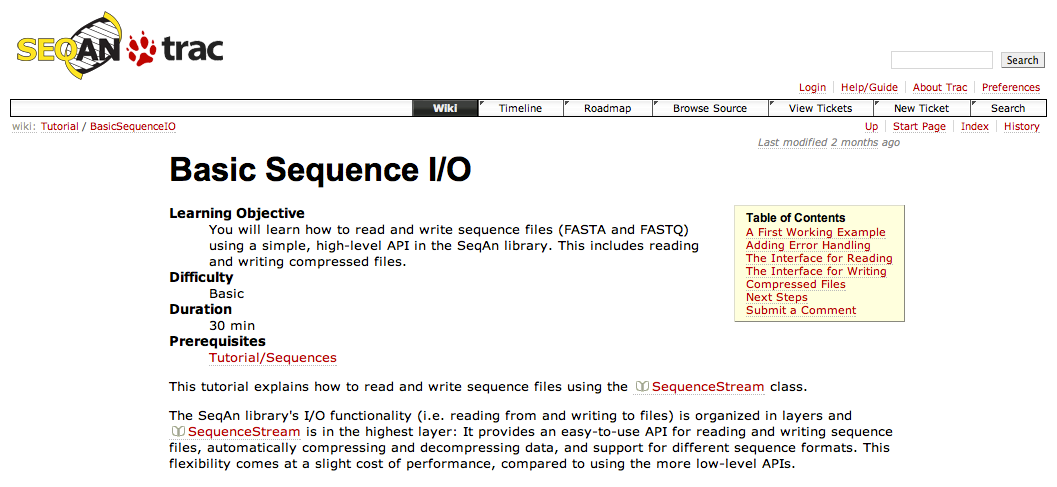 SEQAN trac
Search
Login Help/Guide About Trac Preferences
Wiki Timeline Roadmap Browse Source View Tickets New Ticket Search
wiki: Tutorial / BasicSequenceIO
Up Start Page Index History
Last modified 2 months ago
Basic Sequence I/O
Learning Objective
You will learn how to read and write sequence files (FASTA and FASTQ)
using a simple, high-level API in the SeqAn library. This includes reading
and writing compressed files.
Difficulty
Basic
Duration
30 min
Prerequisites
Tutorial/Sequences
Table of Contents
A First Working Example
Adding Error Handling
The Interface for Reading
The Interface for Writing
Compressed Files
Next Steps
Submit a Comment
This tutorial explains how to read and write sequence files using the SequenceStream class.
The SeqAn library's I/O functionality (i.e. reading from and writing to files) is organized in layers and
SequenceStream is in the highest layer: It provides an easy-to-use API for reading and writing sequence
files, automatically compressing and decompressing data, and support for different sequence formats. This
flexibility comes at a slight cost of performance, compared to using the more low-level APIs.